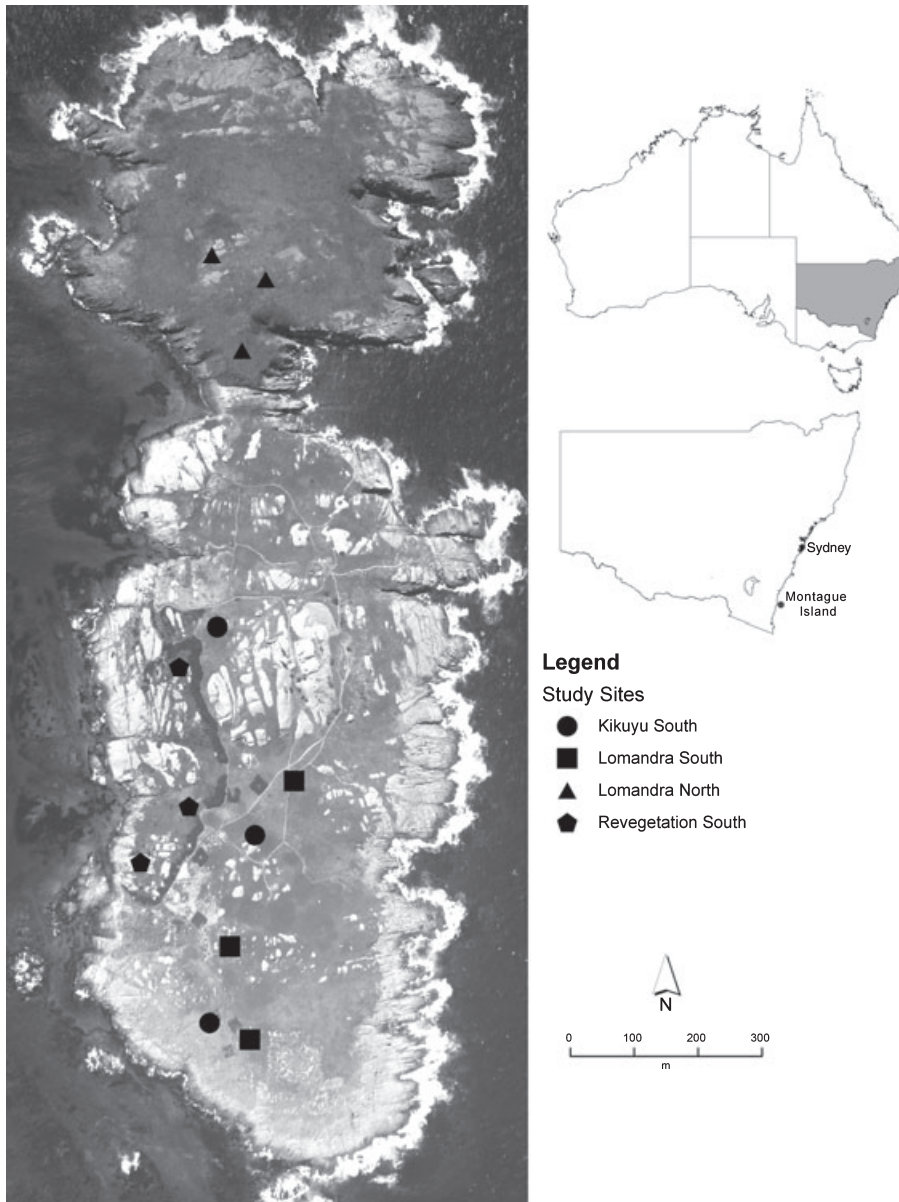 Sydney
Montague
Island
Legend
Study Sites
Kikuyu South
Lomandra South
Lomandra North
Revegetation South
N
0 100 200 300
m